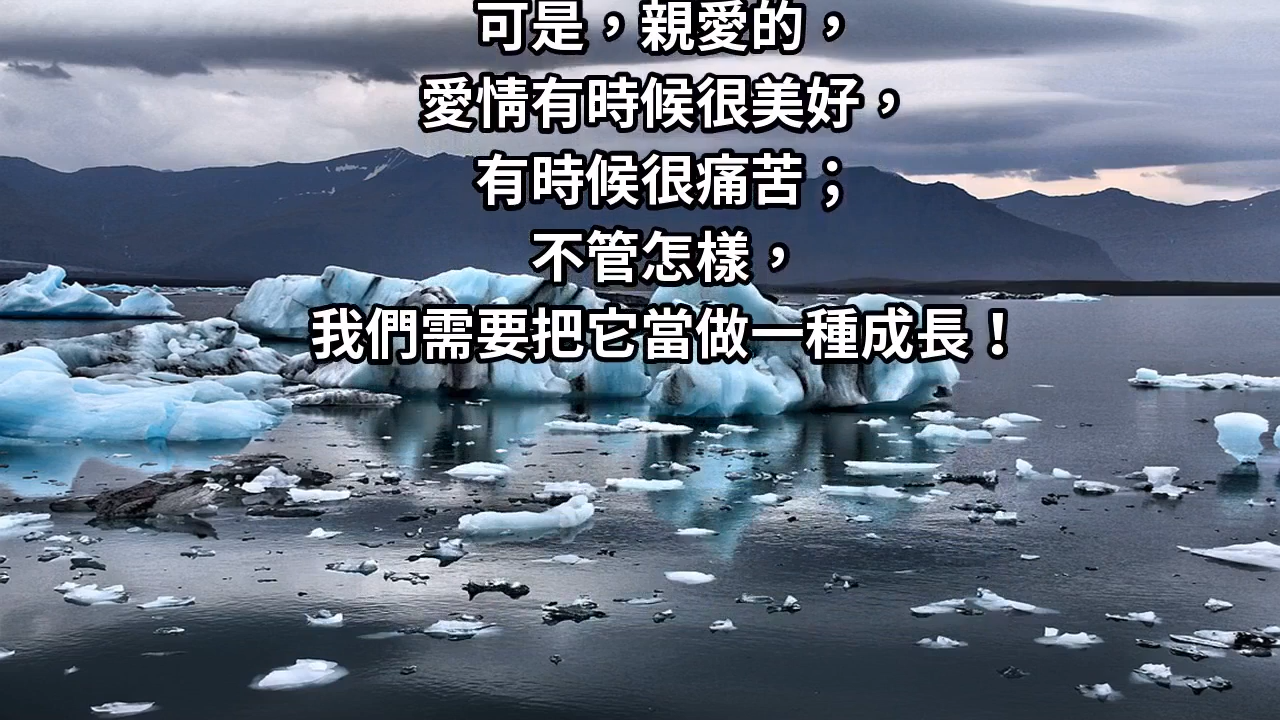 可是，親愛的，
愛情有時候很美好，
有時候很痛苦；
不管怎樣，
我們需要把它當做一種成長！